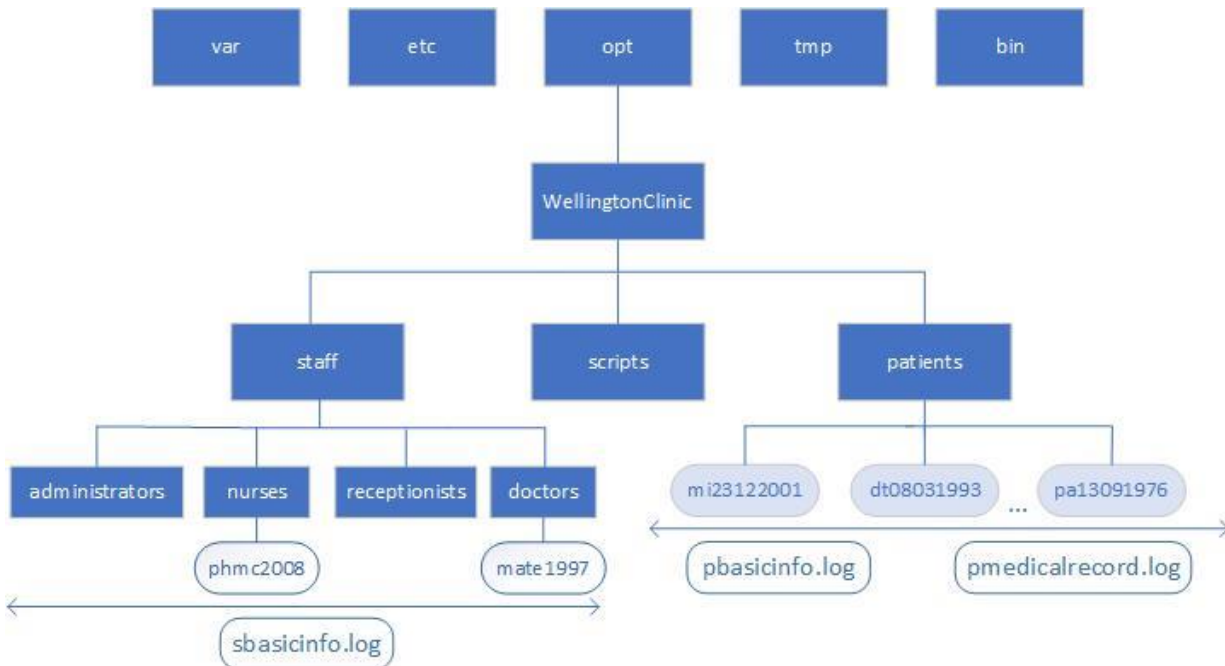 var
etc
opt
tmp
bin
WellingtonClinic
staff
scripts
patients
administrators
nurses
receptionists
doctors
mi23122001
dt08031993
...
pa13091976
phmc2008
mate1997
pbasicinfo.log
pmedicalrecord.log
sbasicinfo.log